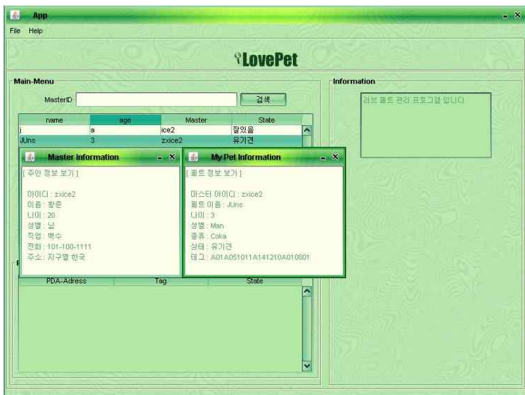 App
File Help
LovePet
Main-Menu
MasterID
검색
name age Master State
j a ice2 잘있음
JUns 3 zxice2 유기견
Information
러브 펫트 관리 프로그램 입니다
Master Information
[ 주인 정보 보기 ]
아이디 : zxice2
이름 : 황준
나이 : 20
성별 : 남
직업 : 백수
전화 : 101-100-1111
주소 : 지구별 한국
My Pet Information
[ 펫트 정보 보기 ]
마스터 아이디 : zxice2
펫트 이름 : JUns
나이 : 3
성별 : Man
종류 : Coka
상태 : 유기견
태그 : A01A051011A141210A010801
PDA-Adress Tag State